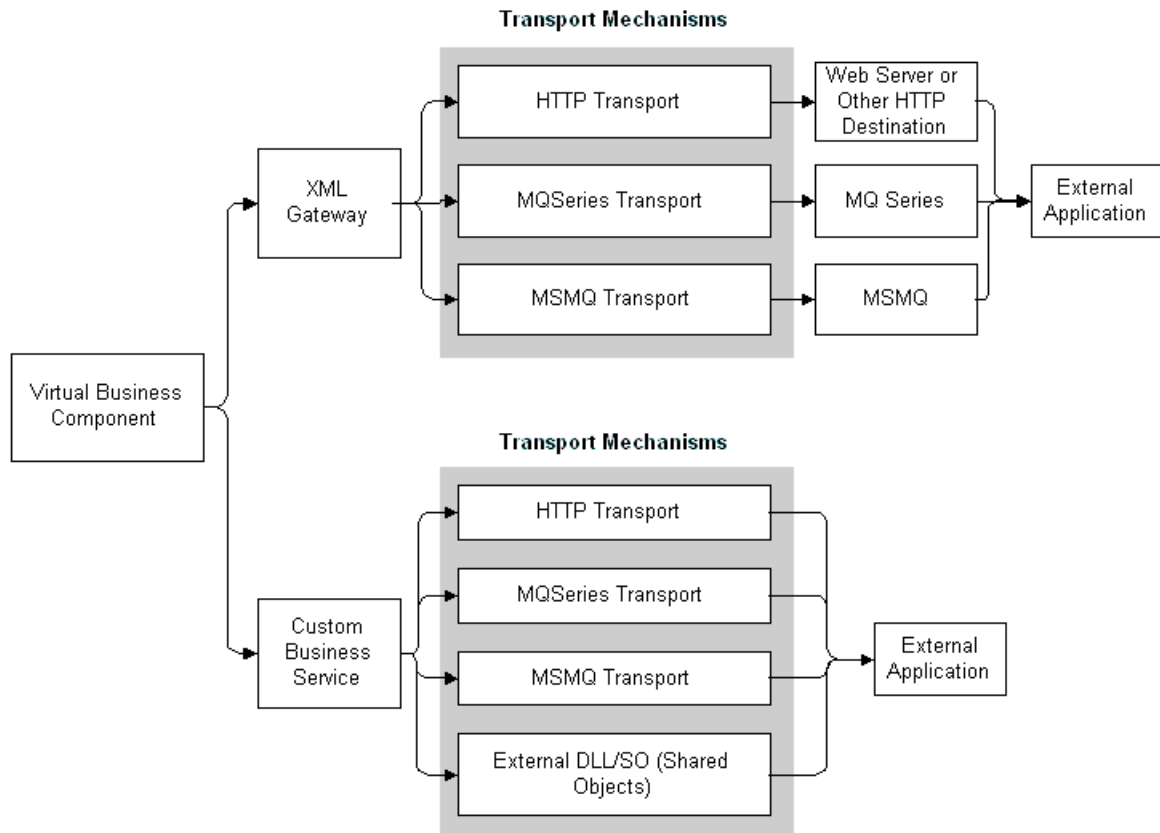 Transport Mechanisms
HTTP Transport
Web Server or
Other HTTP
Destination
XML
Gateway
MQSeries Transport
MQ Series
External
Application
MSMQ Transport
MSMQ
Virtual Business
Component
Transport Mechanisms
HTTP Transport
MQSeries Transport
Custom
Business
Service
MSMQ Transport
External
Application
External DLL/SO (Shared
Objects)